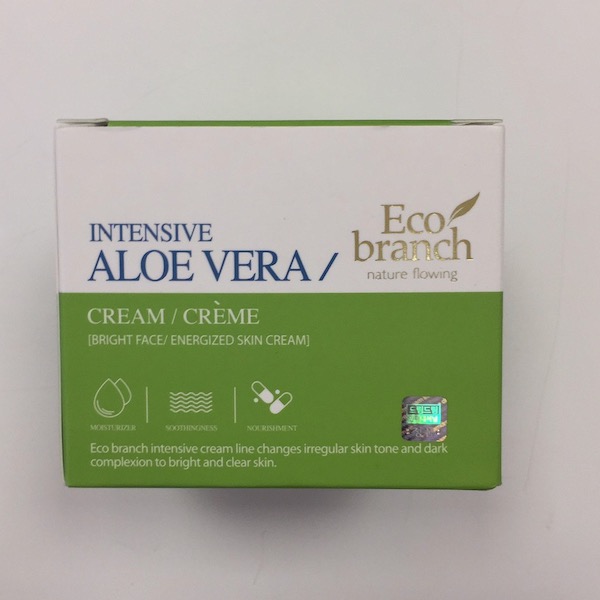 INTENSIVE
ALOE VERA /
Eco
branch
nature flowing
CREAM / CRÈME
[BRIGHT FACE/ ENERGIZED SKIN CREAM]
MOISTURIZER
SOOTHINGNESS
NOURISHMENT
Eco branch intensive cream line changes irregular skin tone and dark
complexion to bright and clear skin.